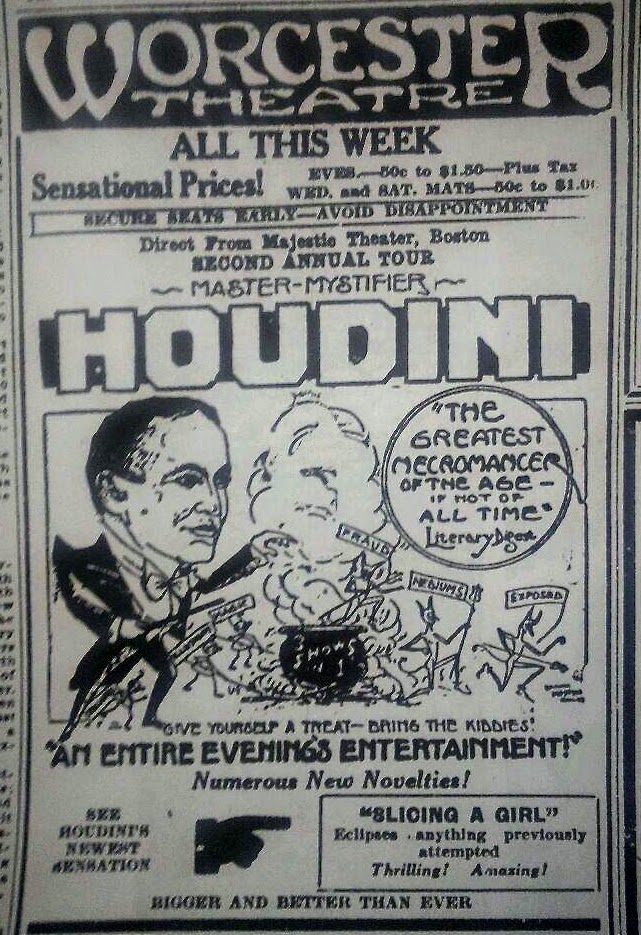 WORCESTER
THEATRE
ALL THIS WEEK
Sensational Prices!
EVES.—50c to $1.50—Plus Tax
WED. and SAT. MATS—50c to $1.0
SECURE SEATS EARLY—AVOID DISAPPOINTMENT
Direct From Majestic Theater, Boston
SECOND ANNUAL TOUR
MASTER-MYSTIFIER
HOUDINI
"THE
GREATEST
NECROMANCER
OF THE AGE —
IF NOT OF
ALL TIME"
Literary Digest
FRAUD
MEDIUMS
EXPOSED
MAGIC
3 SHOWS
IN 1
GIVE YOURSELF A TREAT— BRING THE KIDDIES!
"AN ENTIRE EVENING'S ENTERTAINMENT!"
Numerous New Novelties!
SEE
HOUDINI'S
NEWEST
SENSATION
"SLICING A GIRL"
Eclipses anything previously
attempted
Thrilling! Amazing!
BIGGER AND BETTER THAN EVER